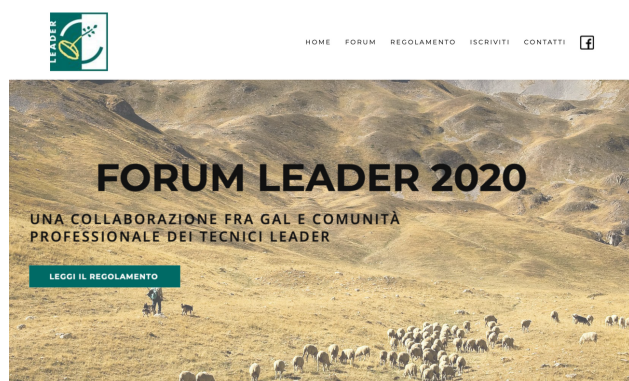 LEADER
HOME FORUM REGOLAMENTO ISCRIVITI CONTATTI
FORUM LEADER 2020
UNA COLLABORAZIONE FRA GAL E COMUNITÀ
PROFESSIONALE DEI TECNICI LEADER
LEGGI IL REGOLAMENTO